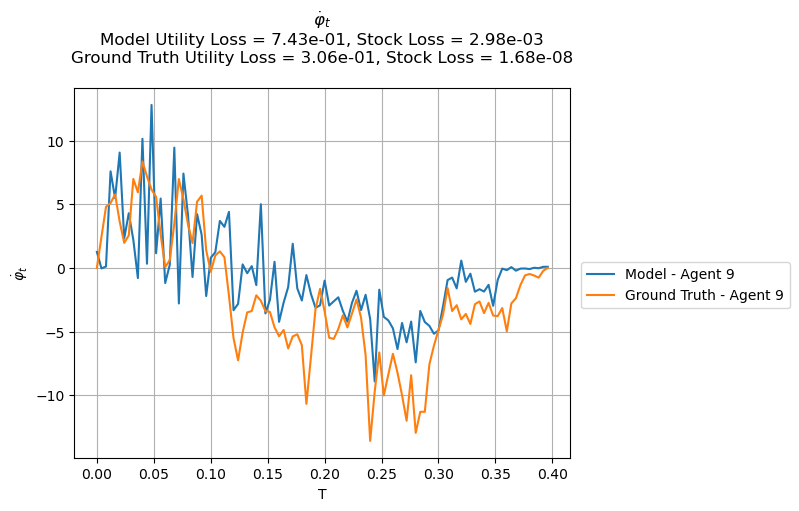 φ̇ₜ
Model Utility Loss = 7.43e-01, Stock Loss = 2.98e-03
Ground Truth Utility Loss = 3.06e-01, Stock Loss = 1.68e-08
10
5
0
−5
−10
φ̇ₜ
0.00 0.05 0.10 0.15 0.20 0.25 0.30 0.35 0.40
T
Model - Agent 9
Ground Truth - Agent 9